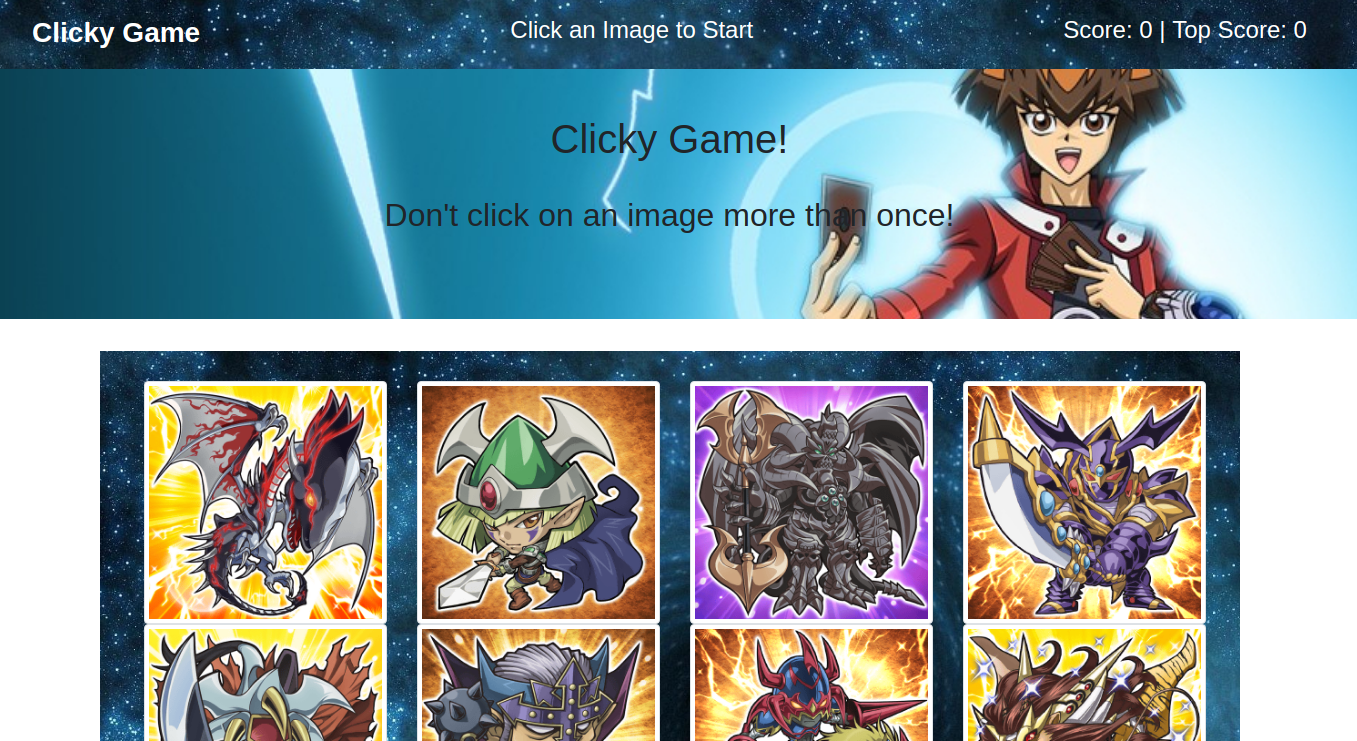 Clicky Game
Click an Image to Start
Score: 0 | Top Score: 0
Clicky Game!
Don't click on an image more than once!